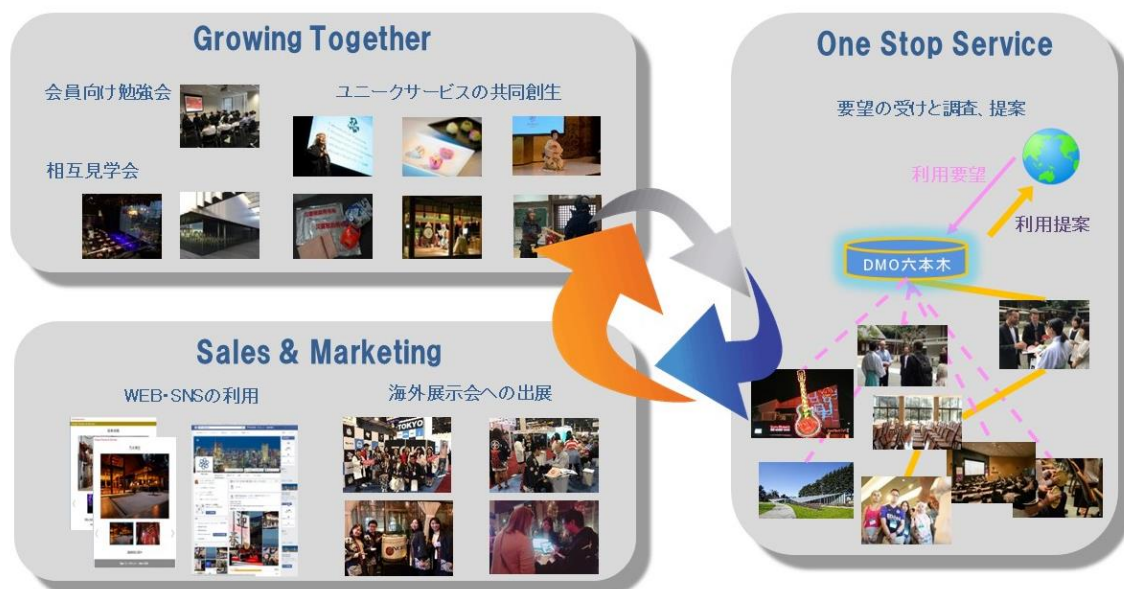 Growing Together
会員向け勉強会
ユニークサービスの共同創生
相互見学会
One Stop Service
要望の受けと調査、提案
利用要望
利用提案
DMO六本木
Sales & Marketing
WEB・SNSの利用
海外展示会への出展
TOKYO